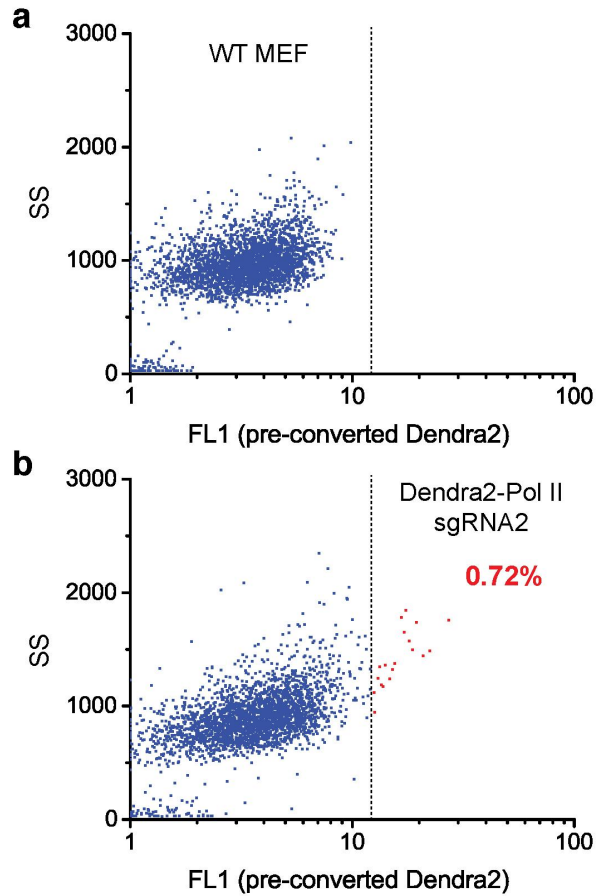 a
3000
WT MEF
2000
SS
1000
0
1
10
100
FL1 (pre-converted Dendra2)
b
3000
Dendra2-Pol II
sgRNA2
0.72%
2000
SS
1000
0
1
10
100
FL1 (pre-converted Dendra2)